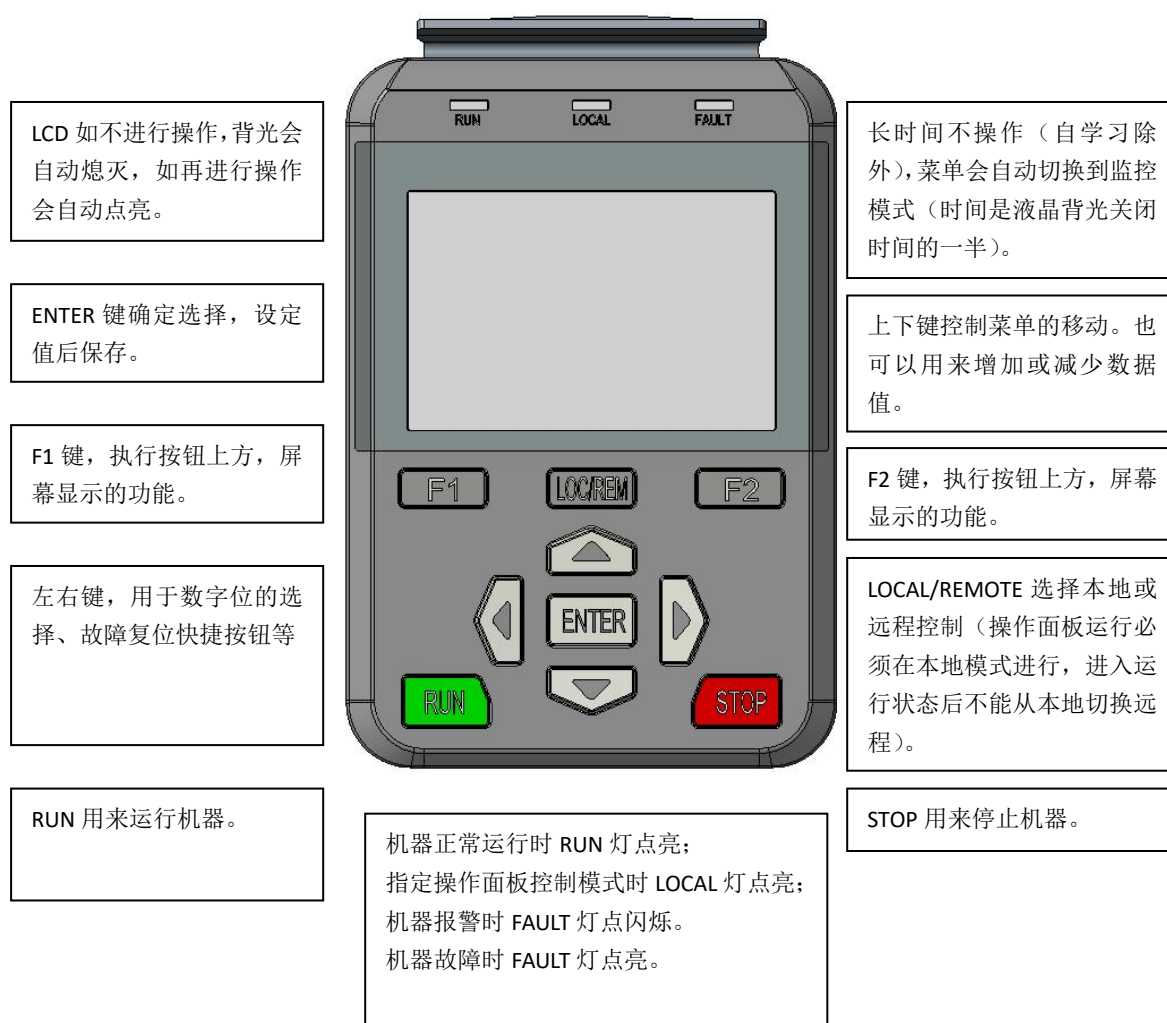 LCD 如不进行操作，背光会
自动熄灭，如再进行操作
会自动点亮。
ENTER 键确定选择，设定
值后保存。
F1 键，执行按钮上方，屏
幕显示的功能。
左右键，用于数字位的选
择、故障复位快捷按钮等
RUN 用来运行机器。
RUN
LOCAL
FAULT
F1
LOC/REM
F2
ENTER
RUN
STOP
机器正常运行时 RUN 灯点亮；
指定操作面板控制模式时 LOCAL 灯点亮；
机器报警时 FAULT 灯点闪烁。
机器故障时 FAULT 灯点亮。
长时间不操作（自学习除
外），菜单会自动切换到监控
模式（时间是液晶背光关闭
时间的一半）。
上下键控制菜单的移动。也
可以用来增加或减少数据
值。
F2 键，执行按钮上方，屏幕
显示的功能。
LOCAL/REMOTE 选择本地或
远程控制（操作面板运行必
须在本地模式进行，进入运
行状态后不能从本地切换远
程）。
STOP 用来停止机器。